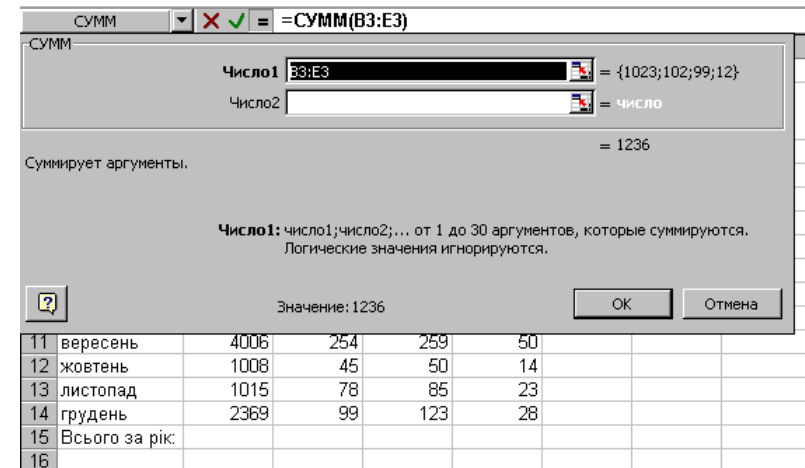 СУММ = =СУММ(B3:E3)
СУММ
Число1 B3:E3 = {1023;102;99;12}
Число2 = число
= 1236
Суммирует аргументы.
Число1: число1;число2;... от 1 до 30 аргументов, которые суммируются.
Логические значения игнорируются.
Значение:1236 ОК Отмена
11 вересень 4006 254 259 50
12 жовтень 1008 45 50 14
13 листопад 1015 78 85 23
14 грудень 2369 99 123 28
15 Всього за рік:
16